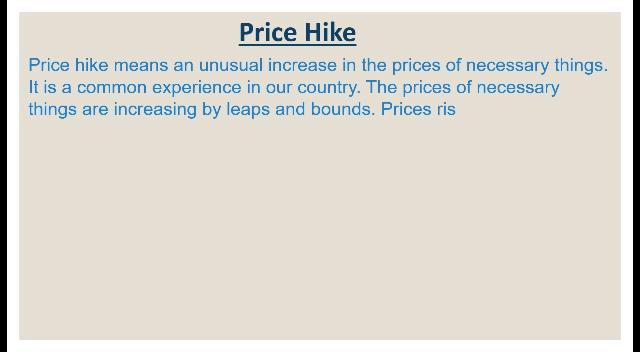 Price Hike
Price hike means an unusual increase in the prices of necessary things.
It is a common experience in our country. The prices of necessary
things are increasing by leaps and bounds. Prices ris